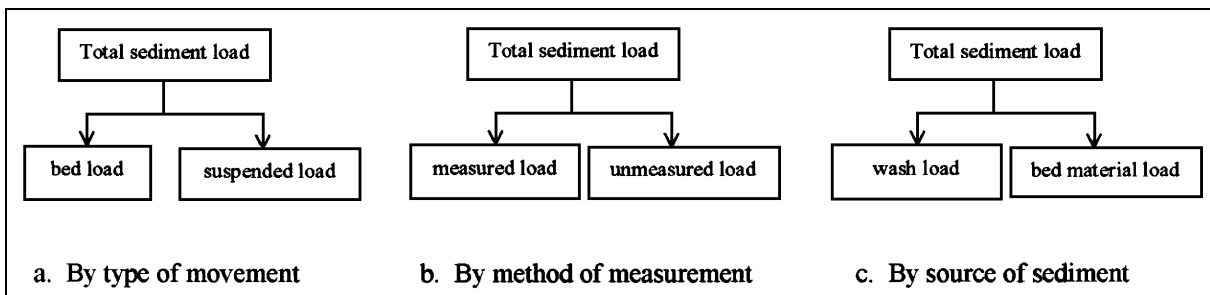 Total sediment load
bed load
suspended load
a. By type of movement
Total sediment load
measured load
unmeasured load
b. By method of measurement
Total sediment load
wash load
bed material load
c. By source of sediment